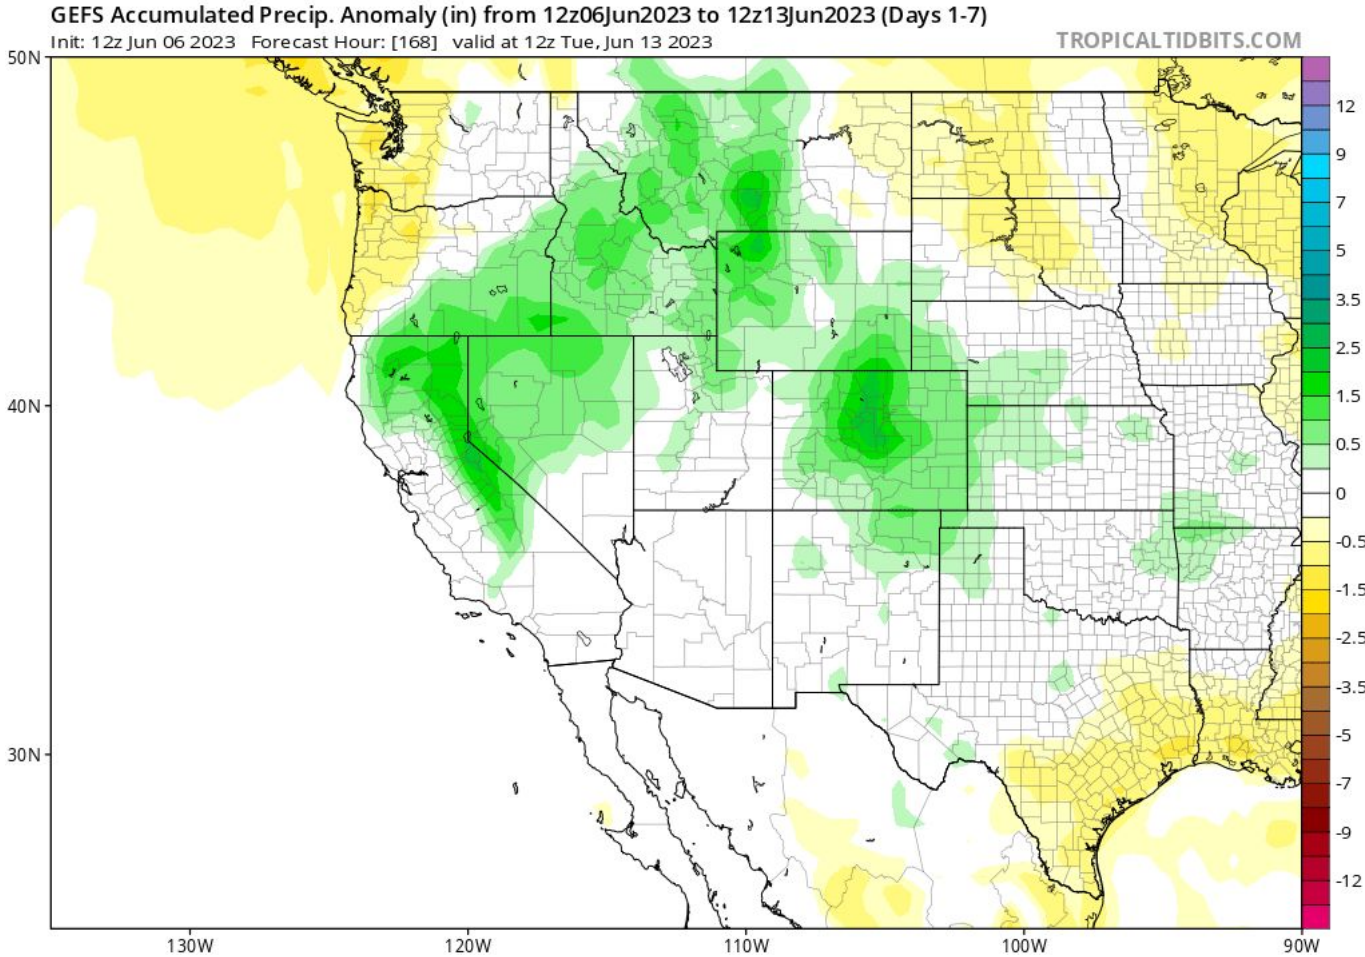 GEFS Accumulated Precip. Anomaly (in) from 12z06Jun2023 to 12z13Jun2023 (Days 1-7)
Init: 12z Jun 06 2023 Forecast Hour: [168] valid at 12z Tue, Jun 13 2023
TROPICALTIDBITS.COM
50N
40N
30N
130W
120W
110W
100W
90W
12
9
7
5
3.5
2.5
1.5
0.5
0
-0.5
-1.5
-2.5
-3.5
-5
-7
-9
-12